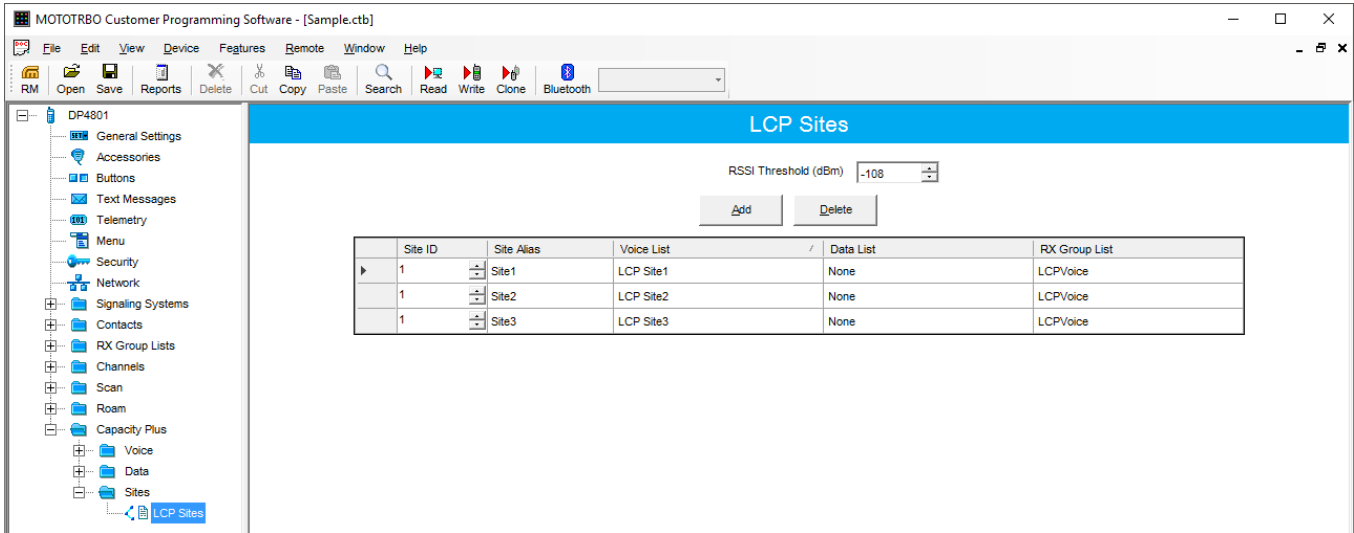 MOTOTRBO Customer Programming Software - [Sample.ctb]
File Edit View Device Features Remote Window Help
RM Open Save Reports Delete Cut Copy Paste Search Read Write Clone Bluetooth
DP4801
General Settings
Accessories
Buttons
Text Messages
Telemetry
Menu
Security
Network
Signaling Systems
Contacts
RX Group Lists
Channels
Scan
Roam
Capacity Plus
Voice
Data
Sites
LCP Sites
LCP Sites
RSSI Threshold (dBm) -108
Add Delete
Site ID Site Alias Voice List Data List RX Group List
1 Site1 LCP Site1 None LCPVoice
1 Site2 LCP Site2 None LCPVoice
1 Site3 LCP Site3 None LCPVoice